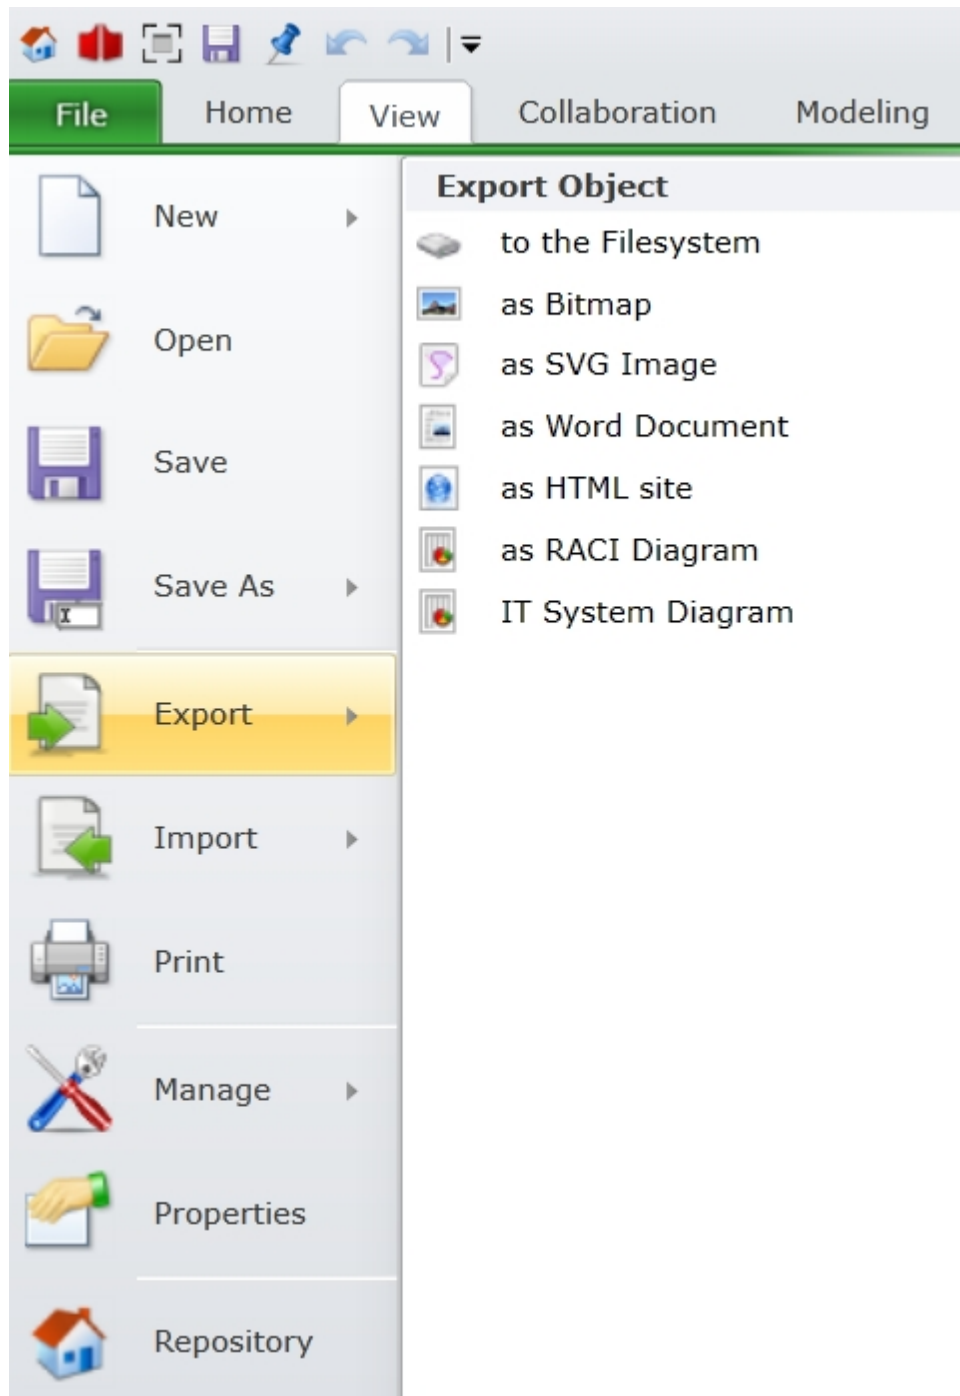 File Home View Collaboration Modeling
New
Open
Save
Save As
Export
Import
Print
Manage
Properties
Repository
Export Object
to the Filesystem
as Bitmap
as SVG Image
as Word Document
as HTML site
as RACI Diagram
IT System Diagram